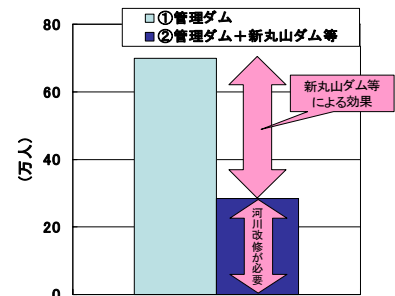 ①管理ダム
②管理ダム＋新丸山ダム等
80
60
40
20
0
(万人)
新丸山ダム等
による効果
河川改修が必要